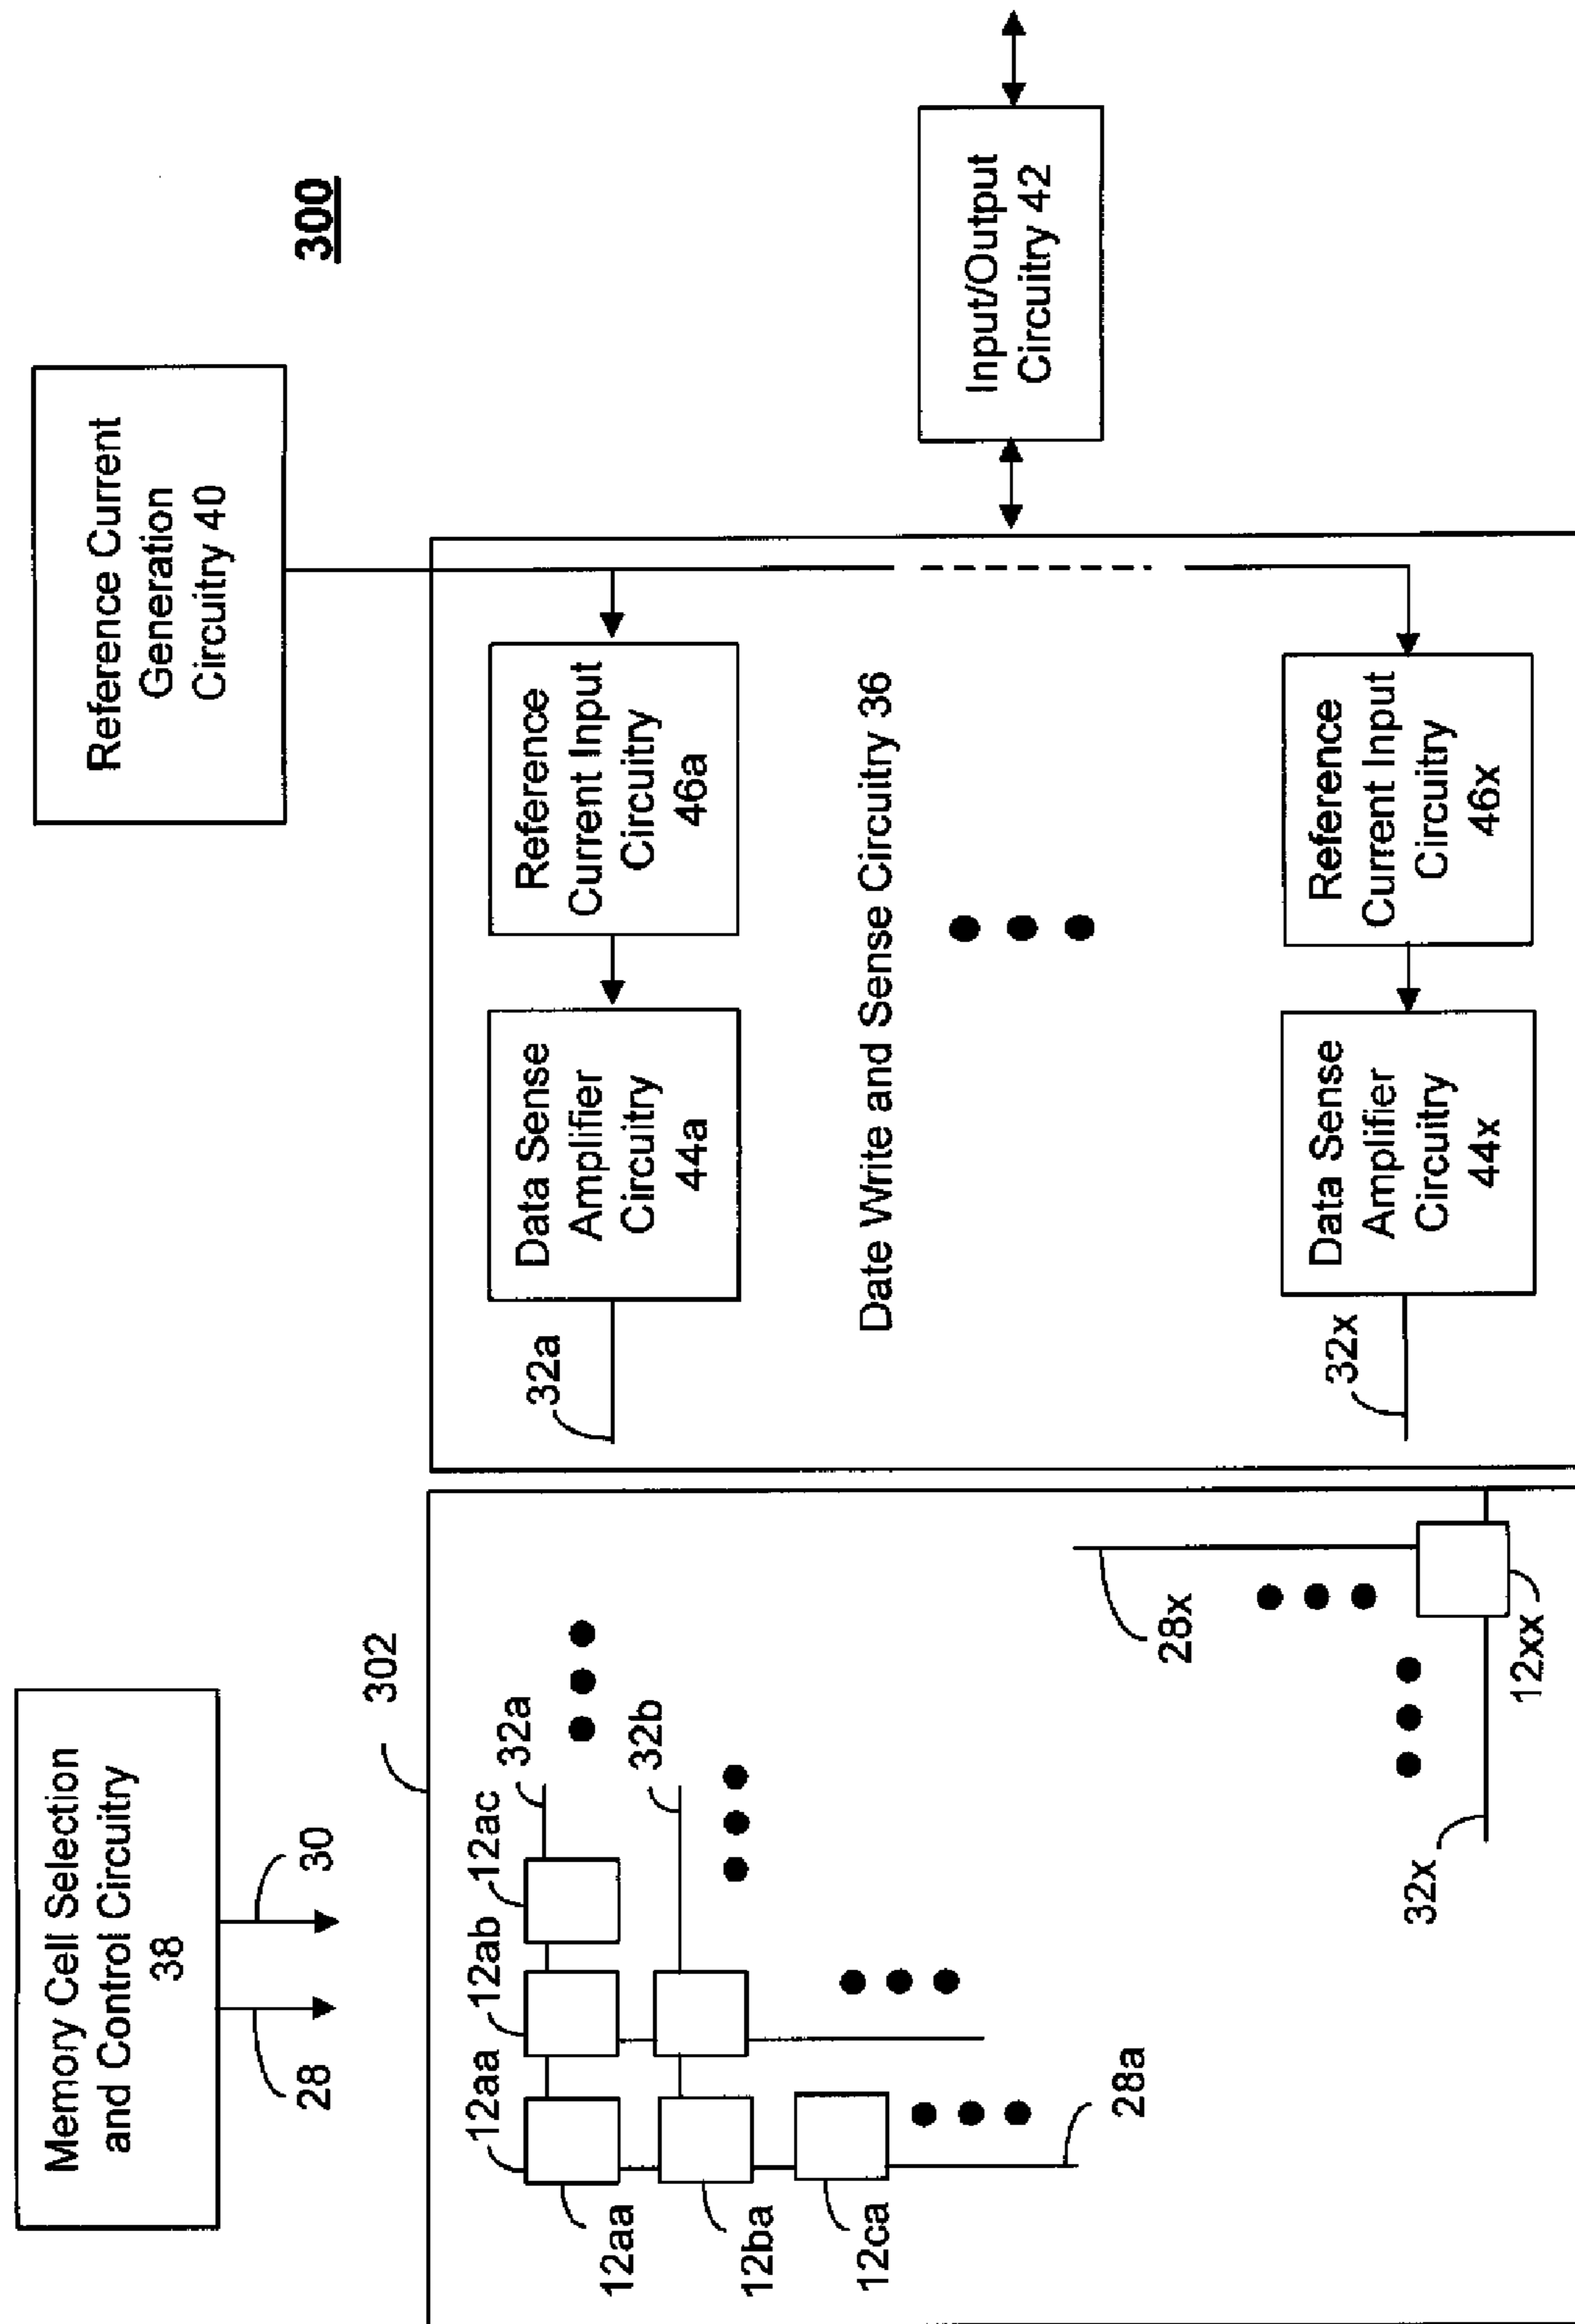 300
Memory Cell Selection
and Control Circuitry
38
28
30
302
Reference Current
Generation
Circuitry 40
12aa
12ab
12ac
32a
12aa
12ba
12ca
32b
28a
28x
32x
12xx
32a
Data Sense
Amplifier
Circuitry
44a
Reference
Current Input
Circuitry
46a
Date Write and Sense Circuitry 36
32x
Data Sense
Amplifier
Circuitry
44x
Reference
Current Input
Circuitry
46x
Input/Output
Circuitry 42